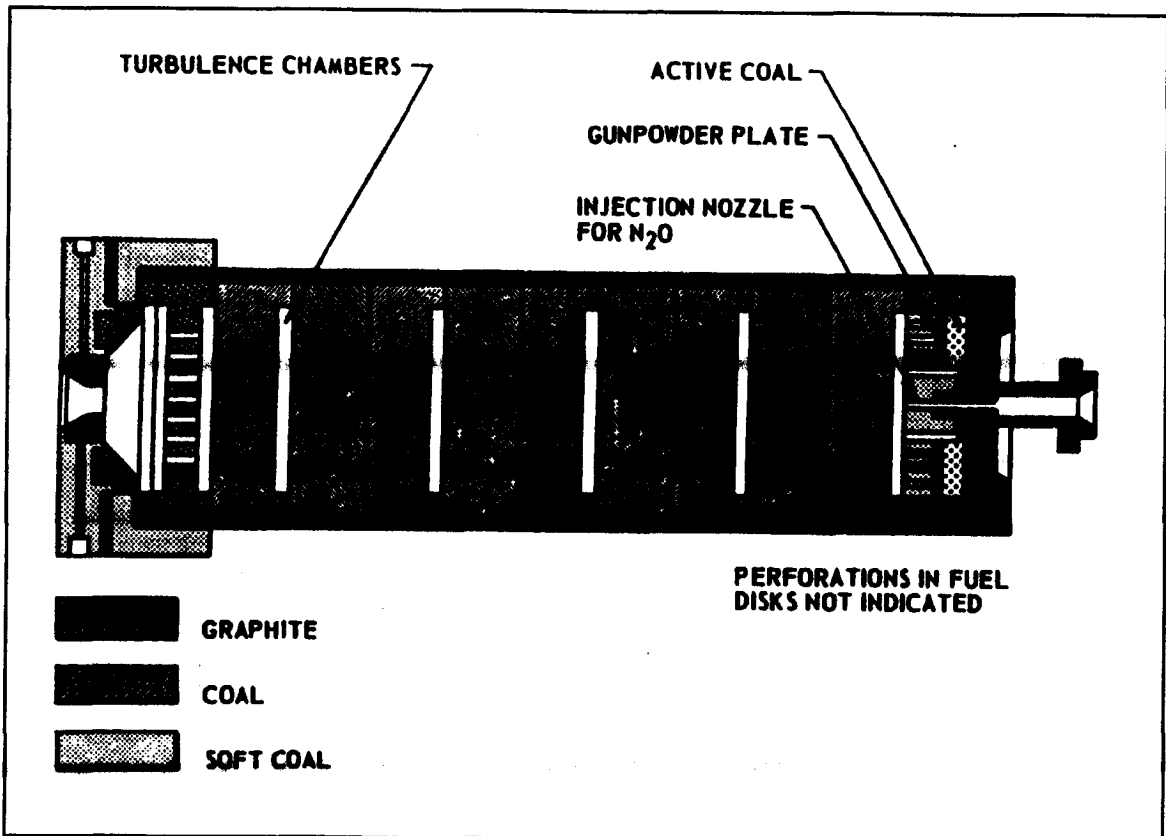 TURBULENCE CHAMBERS
ACTIVE COAL
GUNPOWDER PLATE
INJECTION NOZZLE
FOR N₂O
PERFORATIONS IN FUEL
DISKS NOT INDICATED
GRAPHITE
COAL
SOFT COAL